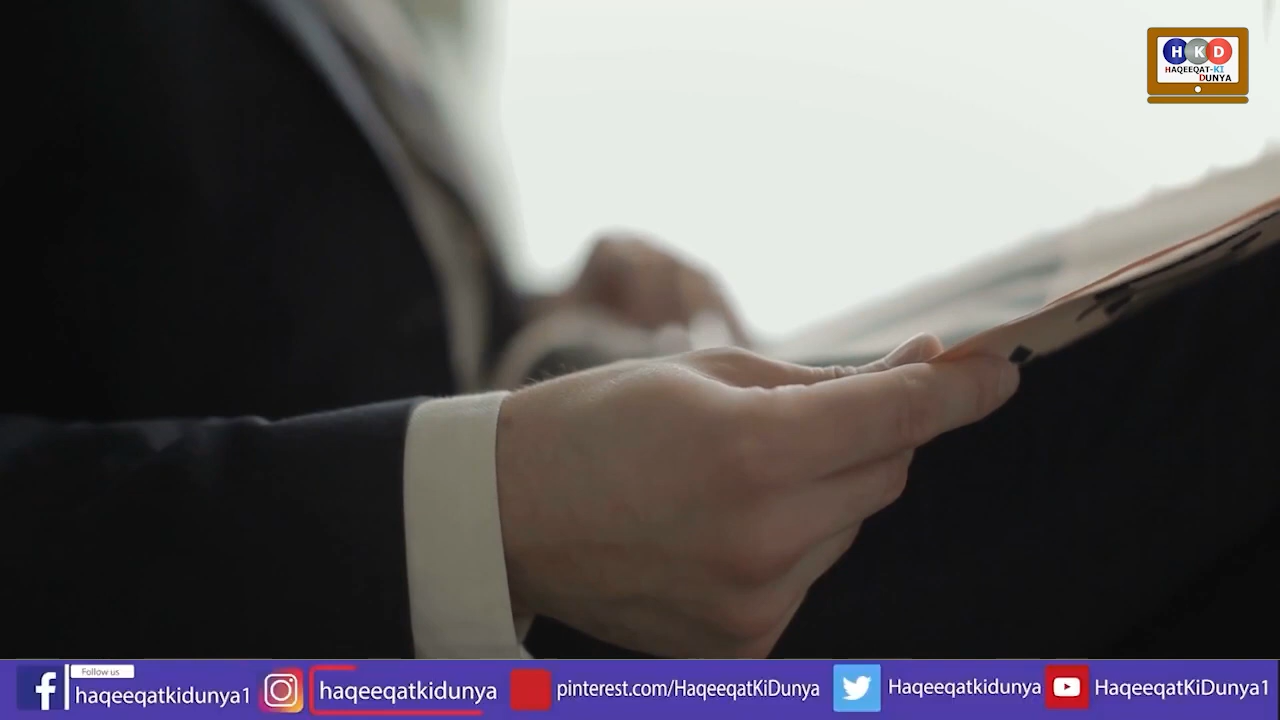 H K D
HAQEEQAT-KI
DUNYA
Follow us
haqeeqatkidunya1
haqeeqatkidunya
pinterest.com/HaqeeqatKiDunya
Haqeeqatkidunya
HaqeeqatKiDunya1